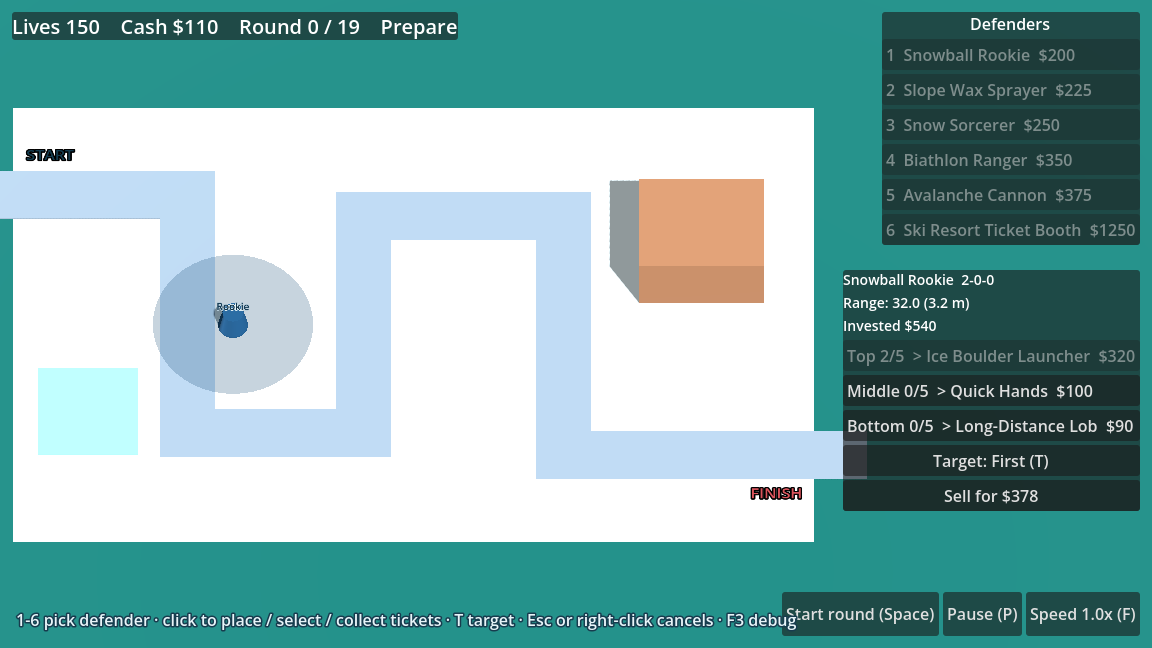 Lives 150 Cash $110 Round 0 / 19 Prepare
Defenders
1 Snowball Rookie $200
2 Slope Wax Sprayer $225
3 Snow Sorcerer $250
4 Biathlon Ranger $350
5 Avalanche Cannon $375
6 Ski Resort Ticket Booth $1250
START
Rookie
Snowball Rookie 2-0-0
Range: 32.0 (3.2 m)
Invested $540
Top 2/5 > Ice Boulder Launcher $320
Middle 0/5 > Quick Hands $100
Bottom 0/5 > Long-Distance Lob $90
Target: First (T)
Sell for $378
FINISH
1-6 pick defender · click to place / select / collect tickets · T target · Esc or right-click cancels · F3 debug
Start round (Space) Pause (P) Speed 1.0x (F)